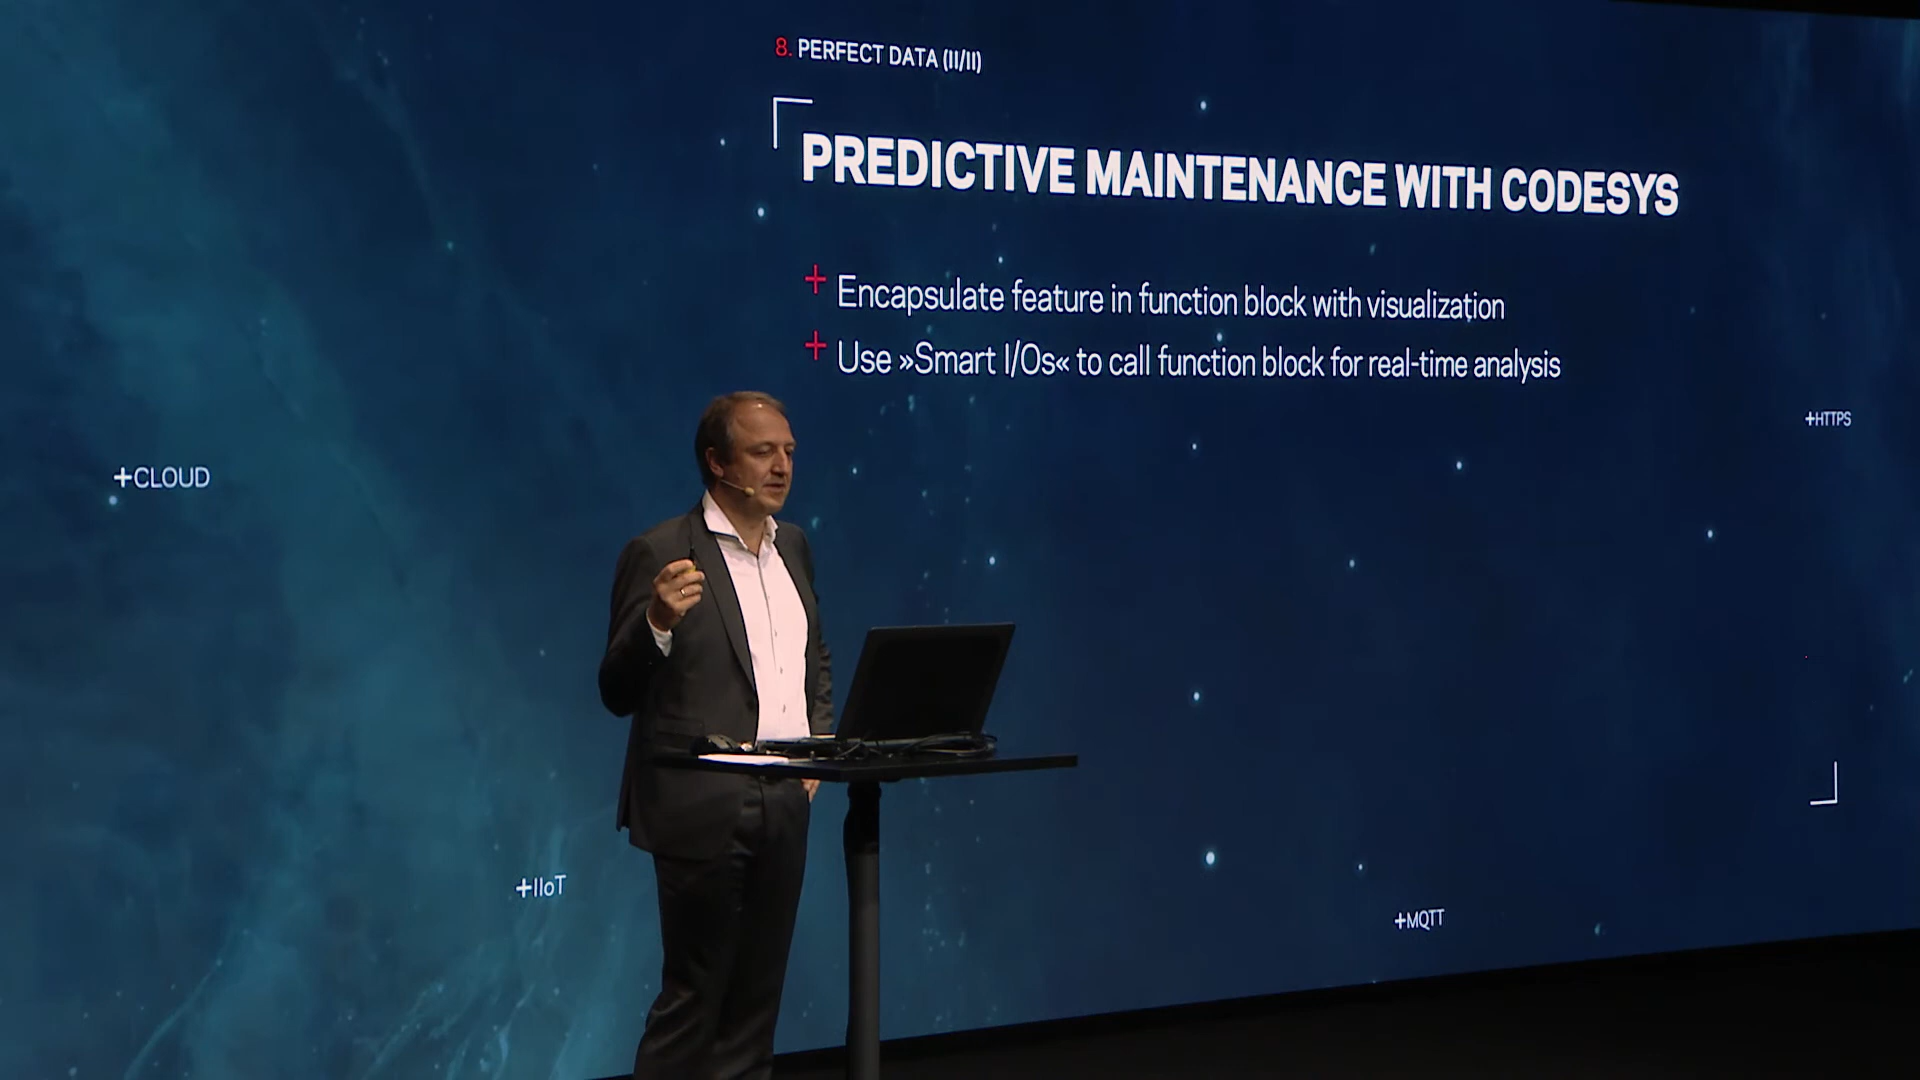 8. PERFECT DATA (II/II)
PREDICTIVE MAINTENANCE WITH CODESYS
+ Encapsulate feature in function block with visualization
+ Use »Smart I/Os« to call function block for real-time analysis
+HTTPS
+CLOUD
+IIoT
+MQTT